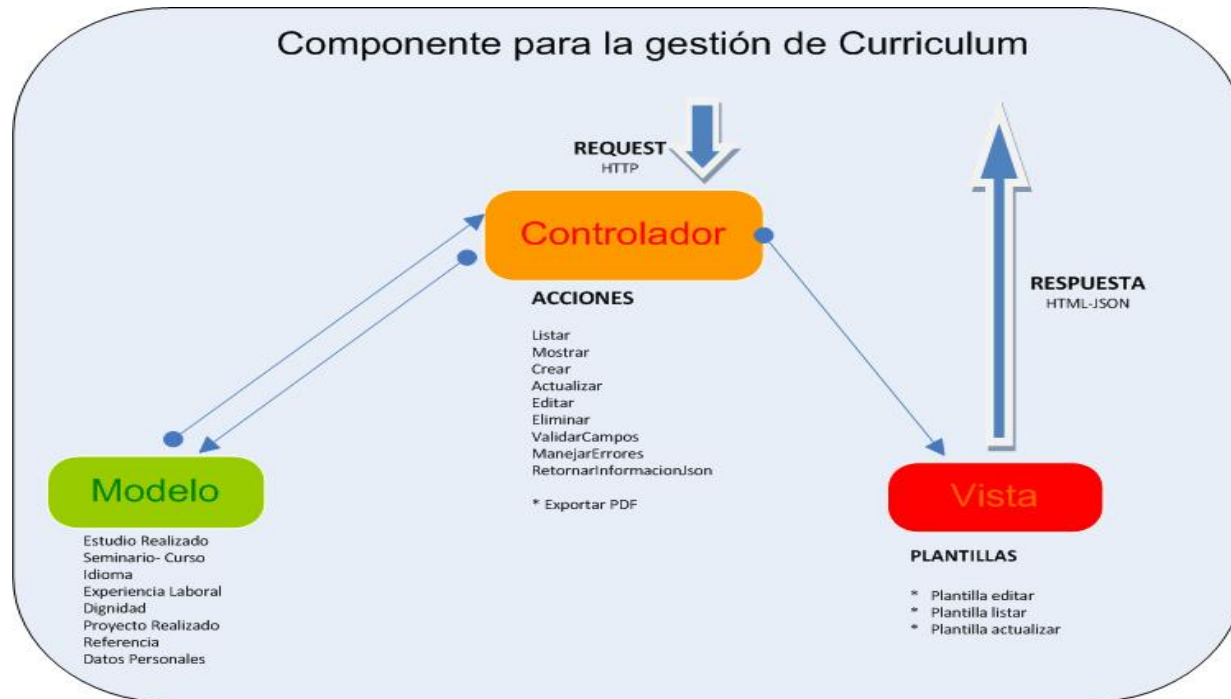 Componente para la gestión de Curriculum
REQUEST
HTTP
Controlador
ACCIONES
Listar
Mostrar
Crear
Actualizar
Editar
Eliminar
ValidarCampos
ManejarErrores
RetornarInformacionJson
* Exportar PDF
RESPUESTA
HTML-JSON
Modelo
Estudio Realizado
Seminario- Curso
Idioma
Experiencia Laboral
Dignidad
Proyecto Realizado
Referencia
Datos Personales
Vista
PLANTILLAS
* Plantilla editar
* Plantilla listar
* Plantilla actualizar